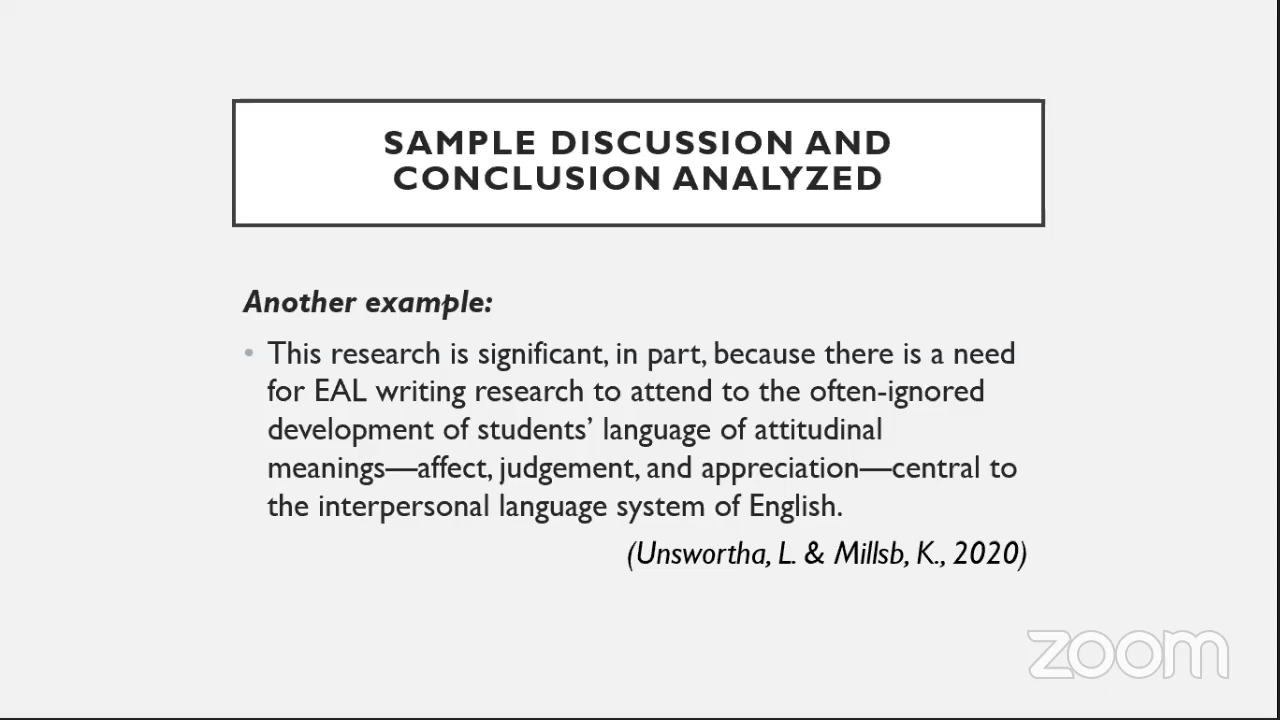 SAMPLE DISCUSSION AND
CONCLUSION ANALYZED
Another example:
• This research is significant, in part, because there is a need
for EAL writing research to attend to the often-ignored
development of students’ language of attitudinal
meanings—affect, judgement, and appreciation—central to
the interpersonal language system of English.
(Unswortha, L. & Millsb, K., 2020)
zoom